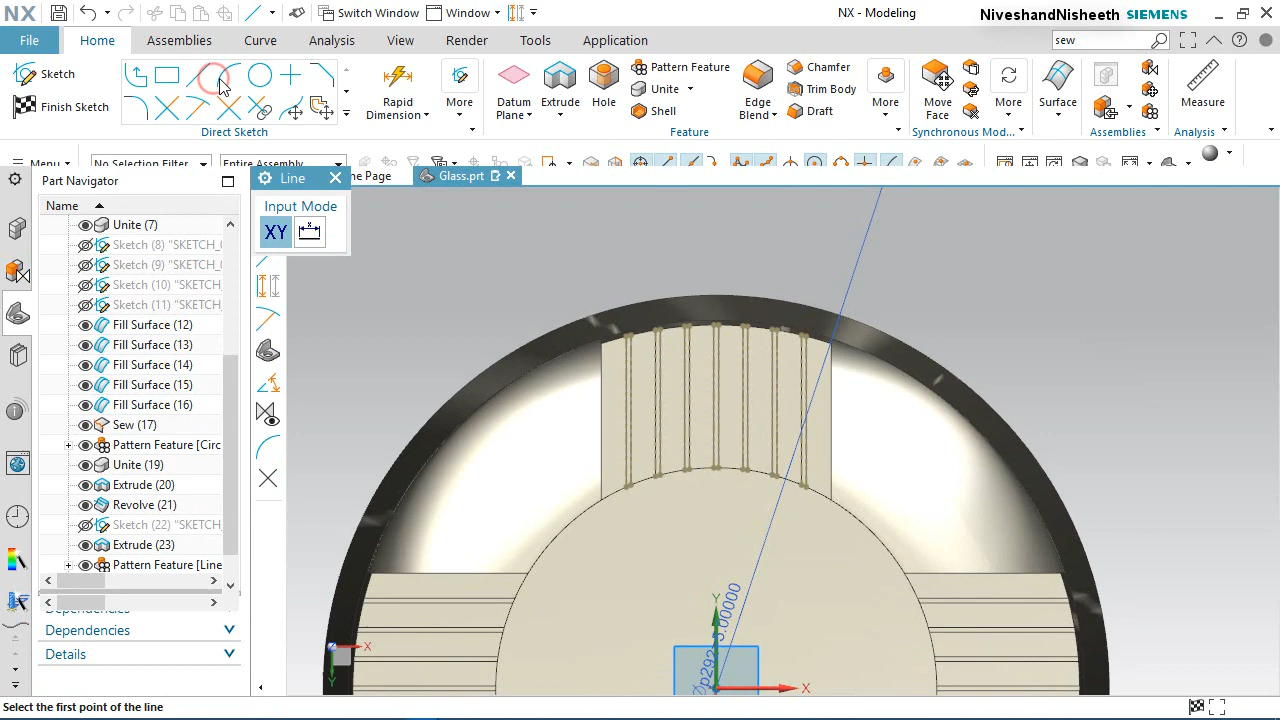 NX
Switch Window
Window
NX - Modeling
NiveshandNisheeth SIEMENS
File
Home
Assemblies
Curve
Analysis
View
Render
Tools
Application
sew
Sketch
Finish Sketch
Direct Sketch
Rapid
Dimension
More
Datum
Plane
Extrude
Hole
Pattern Feature
Unite
Shell
Edge
Blend
Chamfer
Trim Body
Draft
More
Feature
Move
Face
More
Synchronous Mod...
Surface
Assemblies
Measure
Analysis
Menu
No Selection Filter
Entire Assembly
Part Navigator
Line
ne Page
Glass.prt
Name
Input Mode
XY
Unite (7)
Sketch (8) "SKETCH_
Sketch (9) "SKETCH_
Sketch (10) "SKETCH_
Sketch (11) "SKETCH_
Fill Surface (12)
Fill Surface (13)
Fill Surface (14)
Fill Surface (15)
Fill Surface (16)
Sew (17)
Pattern Feature [Circ
Unite (19)
Extrude (20)
Revolve (21)
Sketch (22) "SKETCH_
Extrude (23)
Pattern Feature [Line
Dependencies
Dependencies
Details
X
Y
Y
X
Select the first point of the line